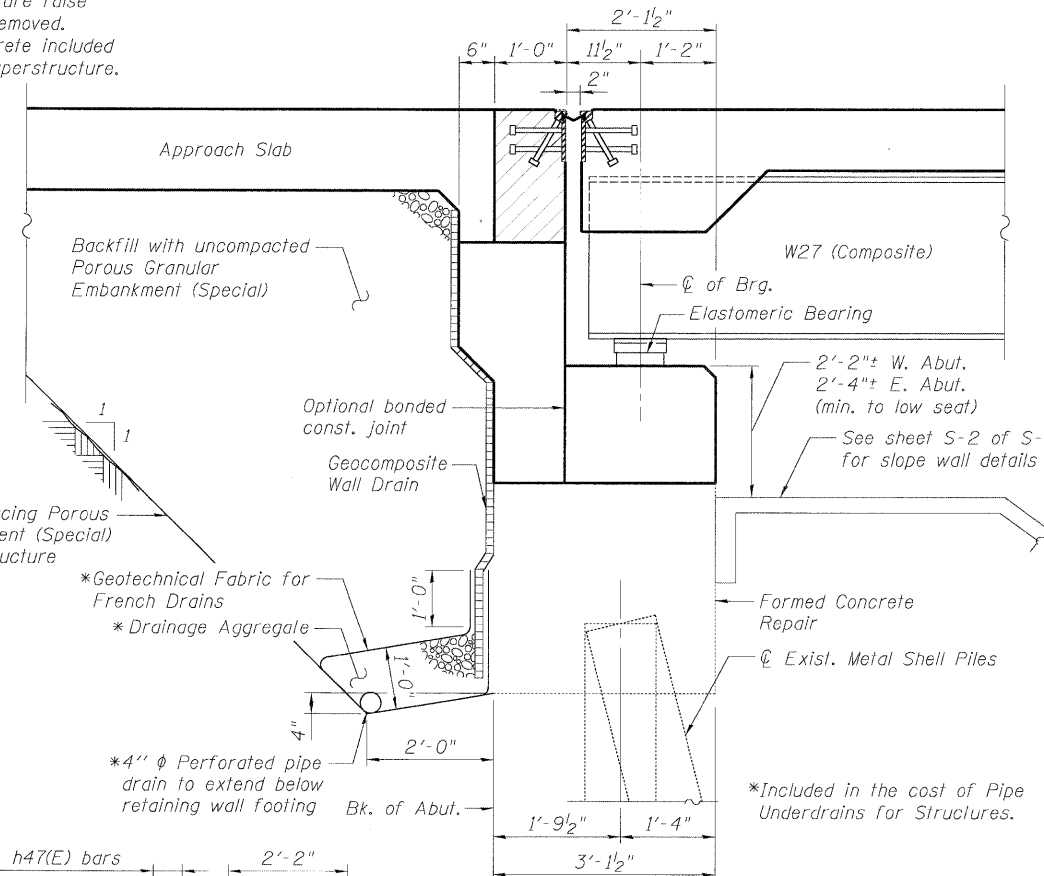 are raise
emoved.
rete included
perstructure.
2'-1½"
6"
1'-0"
11½"
1'-2"
2"
Approach Slab
Backfill with uncompacted
Porous Granular
Embankment (Special)
W27 (Composite)
℄ of Brg.
Elastomeric Bearing
2'-2"± W. Abut.
2'-4"± E. Abut.
(min. to low seat)
Optional bonded
const. joint
See sheet S-2 of S-
for slope wall details
1
1
Geocomposite
Wall Drain
cing Porous
ent (Special)
ucture
*Geotechnical Fabric for
French Drains
1'-0"
* Drainage Aggregate
1'-0"
Formed Concrete
Repair
℄ Exist. Metal Shell Piles
4"
2'-0"
*4'' ϕ Perforated pipe
drain to extend below
retaining wall footing
Bk. of Abut.
*Included in the cost of Pipe
Underdrains for Structures.
1'-9½"
1'-4"
3'-1½"
h47(E) bars
2'-2"